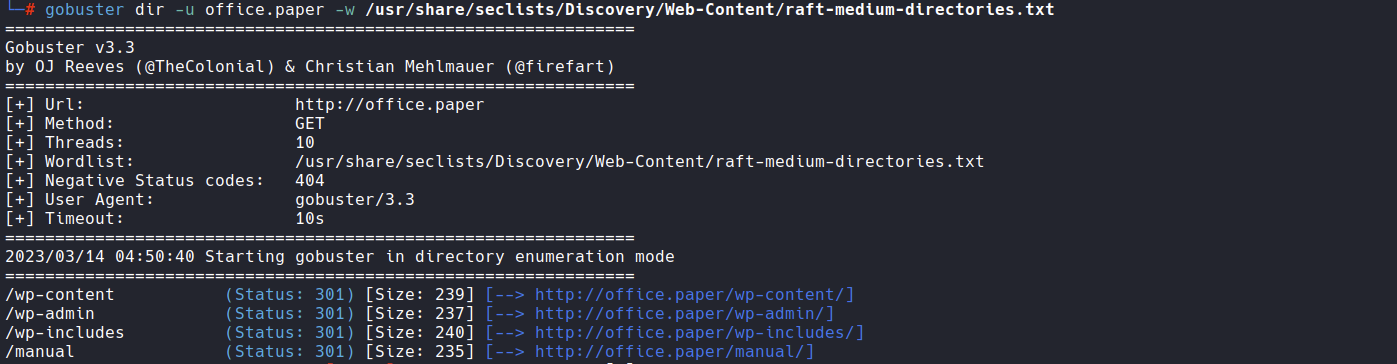 └─# gobuster dir -u office.paper -w /usr/share/seclists/Discovery/Web-Content/raft-medium-directories.txt
===============================================================
Gobuster v3.3
by OJ Reeves (@TheColonial) & Christian Mehlmauer (@firefart)
===============================================================
[+] Url:                     http://office.paper
[+] Method:                  GET
[+] Threads:                 10
[+] Wordlist:                /usr/share/seclists/Discovery/Web-Content/raft-medium-directories.txt
[+] Negative Status codes:   404
[+] User Agent:              gobuster/3.3
[+] Timeout:                 10s
===============================================================
2023/03/14 04:50:40 Starting gobuster in directory enumeration mode
===============================================================
/wp-content           (Status: 301) [Size: 239] [--> http://office.paper/wp-content/]
/wp-admin             (Status: 301) [Size: 237] [--> http://office.paper/wp-admin/]
/wp-includes          (Status: 301) [Size: 240] [--> http://office.paper/wp-includes/]
/manual               (Status: 301) [Size: 235] [--> http://office.paper/manual/]